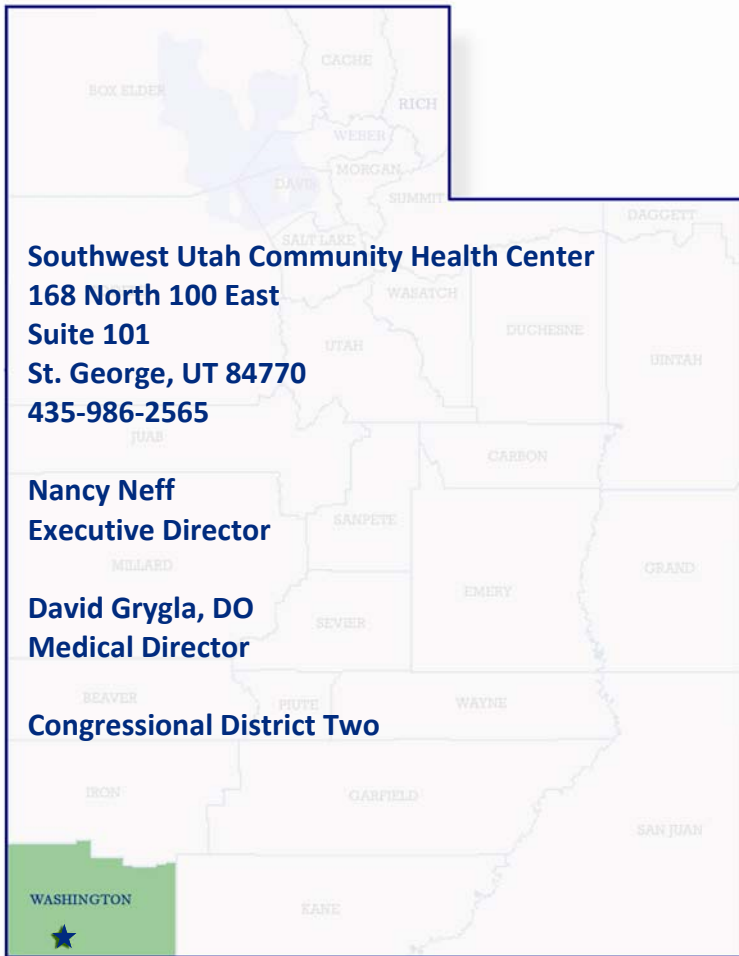 CACHE
BOX ELDER
RICH
WEBER
MORGAN
DAVIS
SUMMIT
DAGGETT
SALT LAKE
Southwest Utah Community Health Center
168 North 100 East
WASATCH
Suite 101
DUCHESNE
UTAH
UINTAH
St. George, UT 84770
435-986-2565
JUAB
CARBON
Nancy Neff
SANPETE
Executive Director
MILLARD
GRAND
EMERY
David Grygla, DO
SEVIER
Medical Director
BEAVER
PIUTE
WAYNE
Congressional District Two
IRON
GARFIELD
SAN JUAN
WASHINGTON
KANE